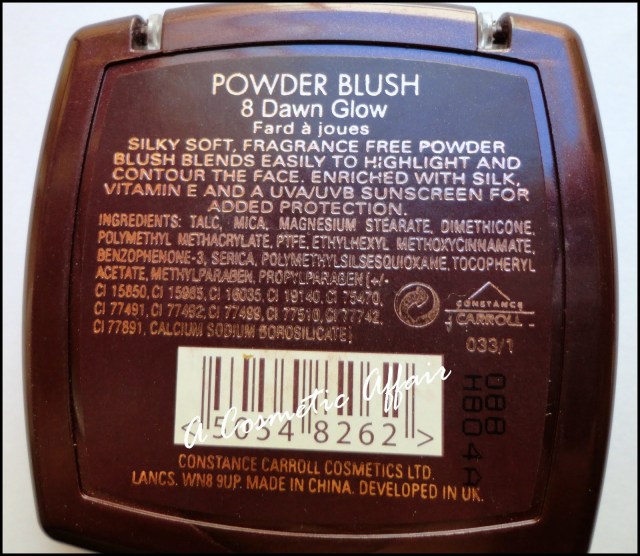 POWDER BLUSH
8 Dawn Glow
Fard à joues
SILKY SOFT, FRAGRANCE FREE POWDER
BLUSH BLENDS EASILY TO HIGHLIGHT AND
CONTOUR THE FACE. ENRICHED WITH SILK,
VITAMIN E AND A UVA/UVB SUNSCREEN FOR
ADDED PROTECTION.
INGREDIENTS: TALC, MICA, MAGNESIUM STEARATE, DIMETHICONE,
POLYMETHYL METHACRYLATE, PTFE, ETHYLHEXYL METHOXYCINNAMATE,
BENZOPHENONE-3, SERICA, POLYMETHYLSILSESQUIOXANE, TOCOPHERYL
ACETATE, METHYLPARABEN, PROPYLPARABEN [+/-
CI 15850, CI 15985, CI 16035, CI 19140, CI 75470,
CI 77491, CI 77492, CI 77499, CI 77510, CI 77742,
CI 77891, CALCIUM SODIUM BOROSILICATE]
CONSTANCE
CARROLL
033/1
088
H804A
A Cosmetic Affair
<5054 8262>
CONSTANCE CARROLL COSMETICS LTD.
LANCS. WN8 9UP. MADE IN CHINA. DEVELOPED IN UK.